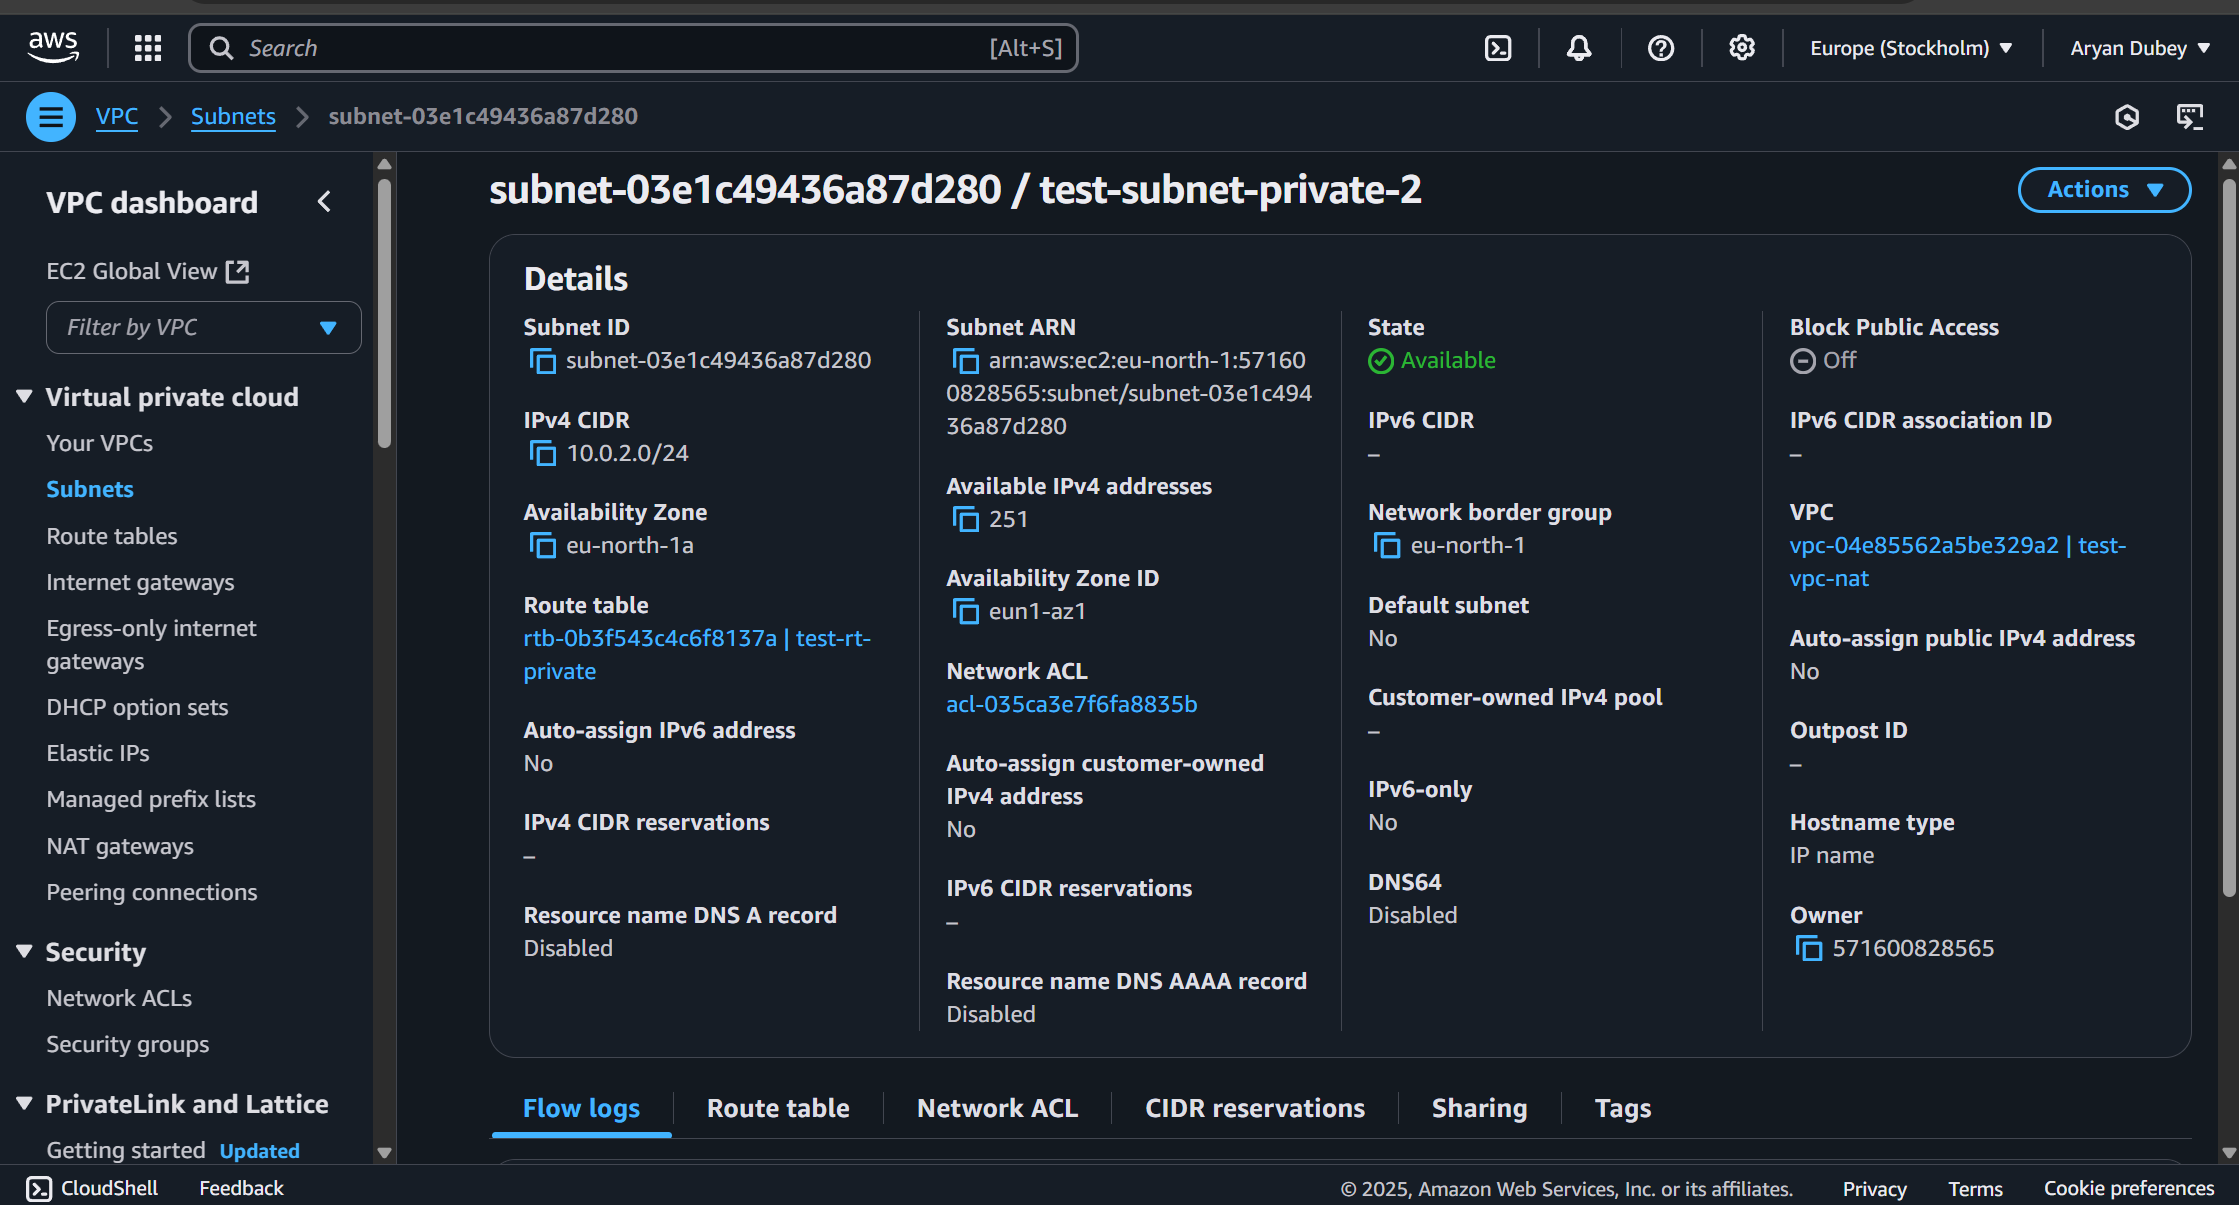 aws
Search
[Alt+S]
Europe (Stockholm)
Aryan Dubey
VPC
Subnets
subnet-03e1c49436a87d280
VPC dashboard
EC2 Global View
Filter by VPC
Virtual private cloud
Your VPCs
Subnets
Route tables
Internet gateways
Egress-only internet
gateways
DHCP option sets
Elastic IPs
Managed prefix lists
NAT gateways
Peering connections
Security
Network ACLs
Security groups
PrivateLink and Lattice
Getting started Updated
subnet-03e1c49436a87d280 / test-subnet-private-2
Actions
Details
Subnet ID
subnet-03e1c49436a87d280
IPv4 CIDR
10.0.2.0/24
Availability Zone
eu-north-1a
Route table
rtb-0b3f543c4c6f8137a | test-rt-
private
Auto-assign IPv6 address
No
IPv4 CIDR reservations
–
Resource name DNS A record
Disabled
Subnet ARN
arn:aws:ec2:eu-north-1:57160
0828565:subnet/subnet-03e1c494
36a87d280
Available IPv4 addresses
251
Availability Zone ID
eun1-az1
Network ACL
acl-035ca3e7f6fa8835b
Auto-assign customer-owned
IPv4 address
No
IPv6 CIDR reservations
–
Resource name DNS AAAA record
Disabled
State
Available
IPv6 CIDR
–
Network border group
eu-north-1
Default subnet
No
Customer-owned IPv4 pool
–
IPv6-only
No
DNS64
Disabled
Block Public Access
Off
IPv6 CIDR association ID
–
VPC
vpc-04e85562a5be329a2 | test-
vpc-nat
Auto-assign public IPv4 address
No
Outpost ID
–
Hostname type
IP name
Owner
571600828565
Flow logs
Route table
Network ACL
CIDR reservations
Sharing
Tags
CloudShell
Feedback
© 2025, Amazon Web Services, Inc. or its affiliates.
Privacy
Terms
Cookie preferences